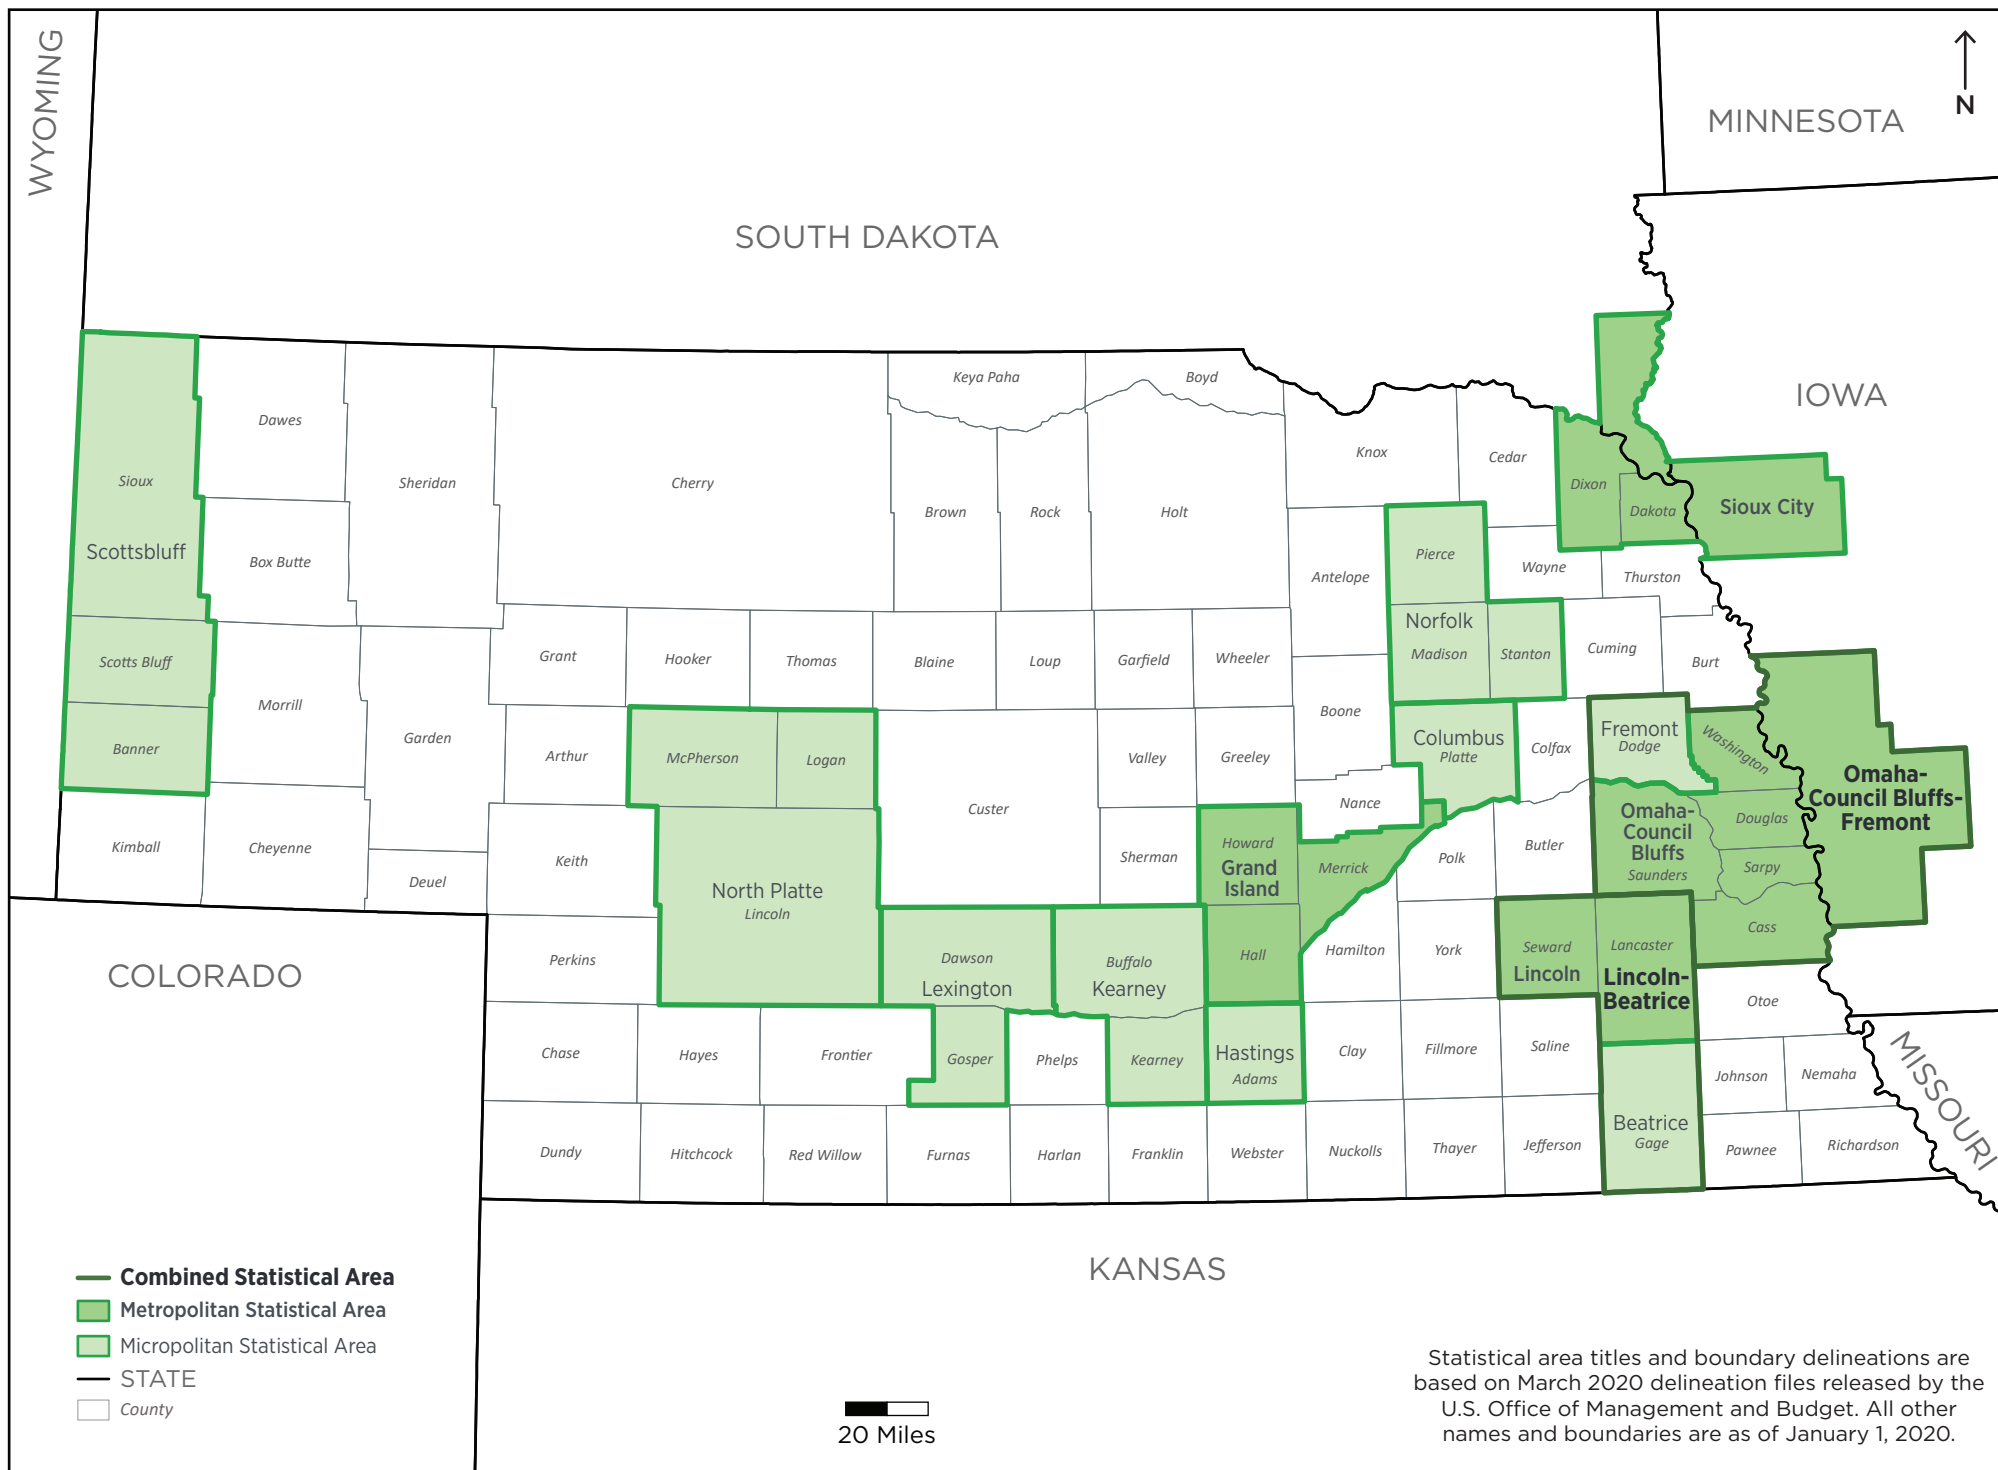 WYOMING
N
MINNESOTA
SOUTH DAKOTA
IOWA
Keya Paha
Boyd
Dawes
Knox
Cedar
Sioux
Sheridan
Cherry
Dixon
Brown
Rock
Holt
Dakota
Sioux City
Scottsbluff
Box Butte
Pierce
Antelope
Wayne
Thurston
Norfolk
Scotts Bluff
Grant
Hooker
Thomas
Blaine
Loup
Garfield
Wheeler
Madison
Stanton
Cuming
Burt
Morrill
Boone
Banner
Garden
Arthur
McPherson
Logan
Valley
Greeley
Columbus
Platte
Colfax
Fremont
Dodge
Washington
Omaha-
Council Bluffs-
Fremont
Custer
Nance
Omaha-
Council
Bluffs
Saunders
Douglas
Kimball
Cheyenne
Deuel
Keith
Sherman
Howard
Grand
Island
Merrick
Polk
Butler
Sarpy
North Platte
Lincoln
Perkins
Dawson
Lexington
Buffalo
Kearney
Hall
Hamilton
York
Seward
Lincoln
Lancaster
Lincoln-
Beatrice
Cass
COLORADO
Otoe
Chase
Hayes
Frontier
Gosper
Phelps
Kearney
Hastings
Adams
Clay
Fillmore
Saline
Johnson
Nemaha
MISSOURI
Dundy
Hitchcock
Red Willow
Furnas
Harlan
Franklin
Webster
Nuckolls
Thayer
Jefferson
Beatrice
Gage
Pawnee
Richardson
KANSAS
Combined Statistical Area
Metropolitan Statistical Area
Micropolitan Statistical Area
STATE
County
20 Miles
Statistical area titles and boundary delineations are
based on March 2020 delineation files released by the
U.S. Office of Management and Budget. All other
names and boundaries are as of January 1, 2020.